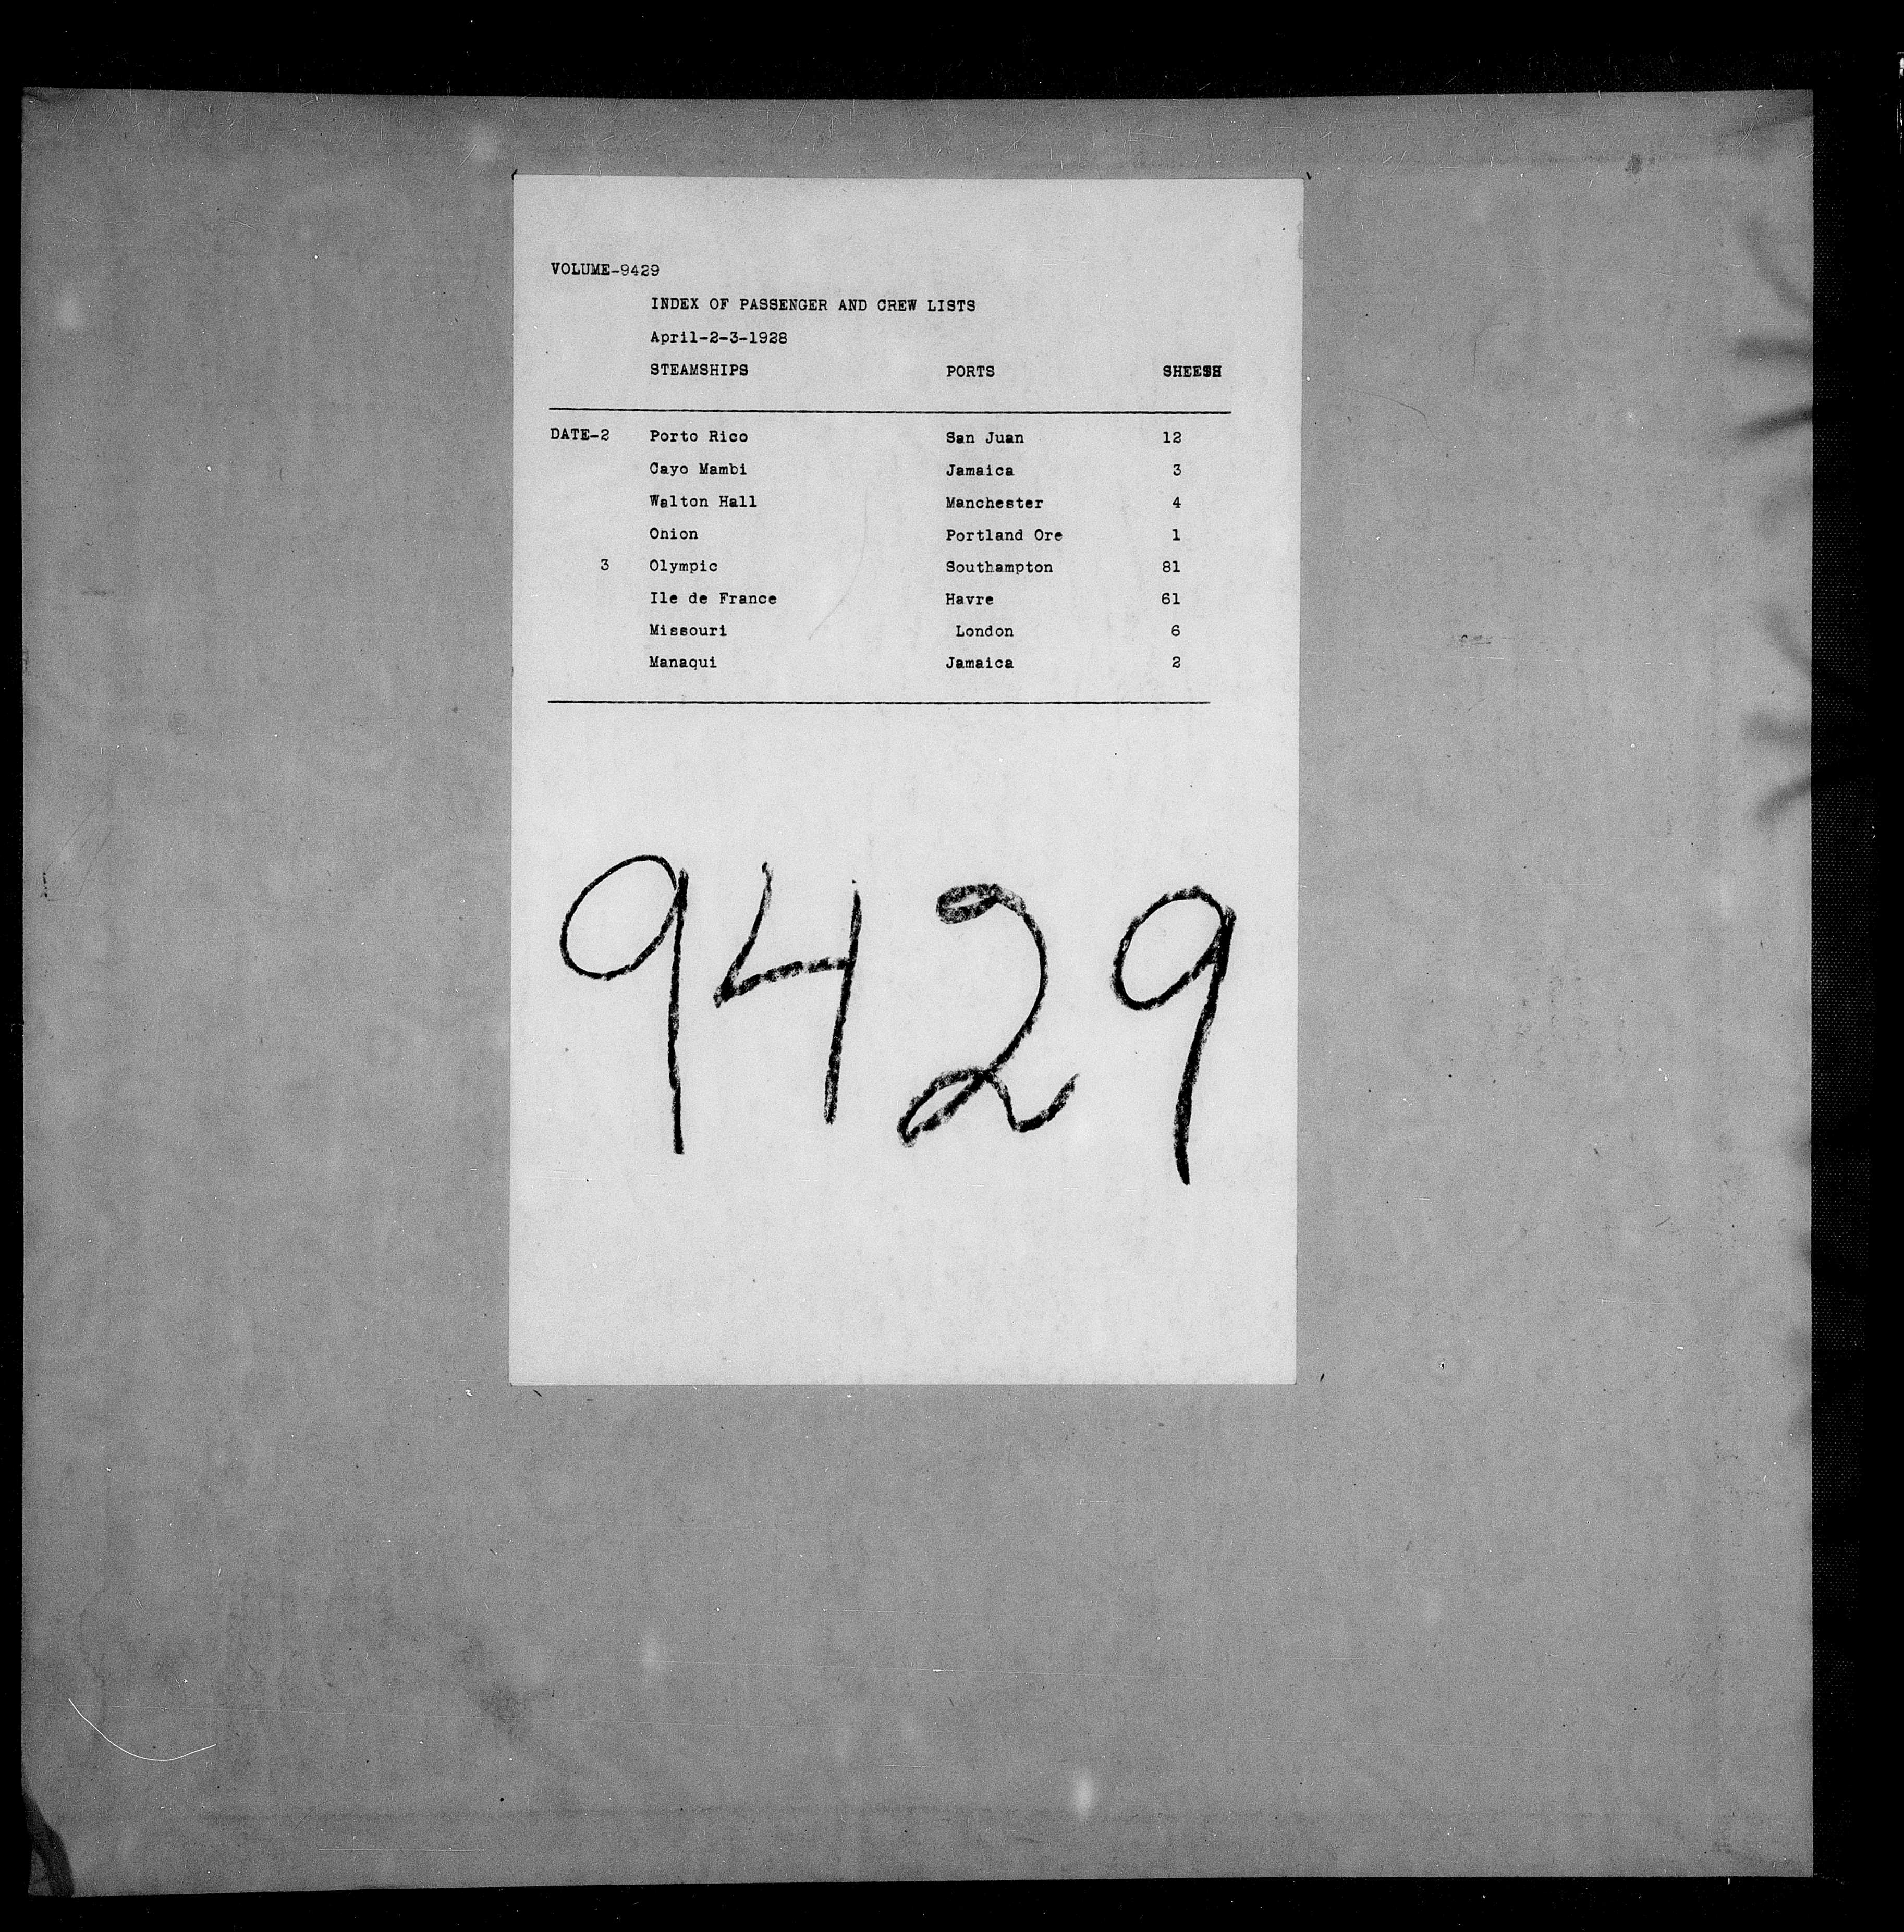 VOLUME-9429
INDEX OF PASSENGER AND CREW LISTS
April-2-3-1928
STEAMSHIPS PORTS SHEETS
DATE-2 Porto Rico San Juan 12
Cayo Mambi Jamaica 3
Walton Hall Manchester 4
Onion Portland Ore 1
3 Olympic Southampton 81
Ile de France Havre 61
Missouri London 6
Manaqui Jamaica 2
9429